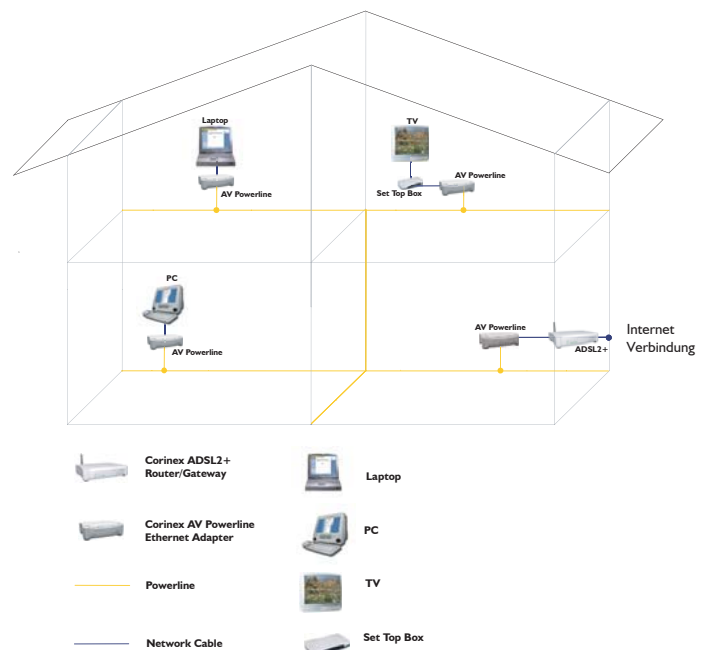 Laptop
TV
AV Powerline
AV Powerline
Set Top Box
PC
AV Powerline
AV Powerline
ADSL2+
Internet
Verbindung
Corinex ADSL2+
Router/Gateway
Laptop
Corinex AV Powerline
Ethernet Adapter
PC
Powerline
TV
Network Cable
Set Top Box